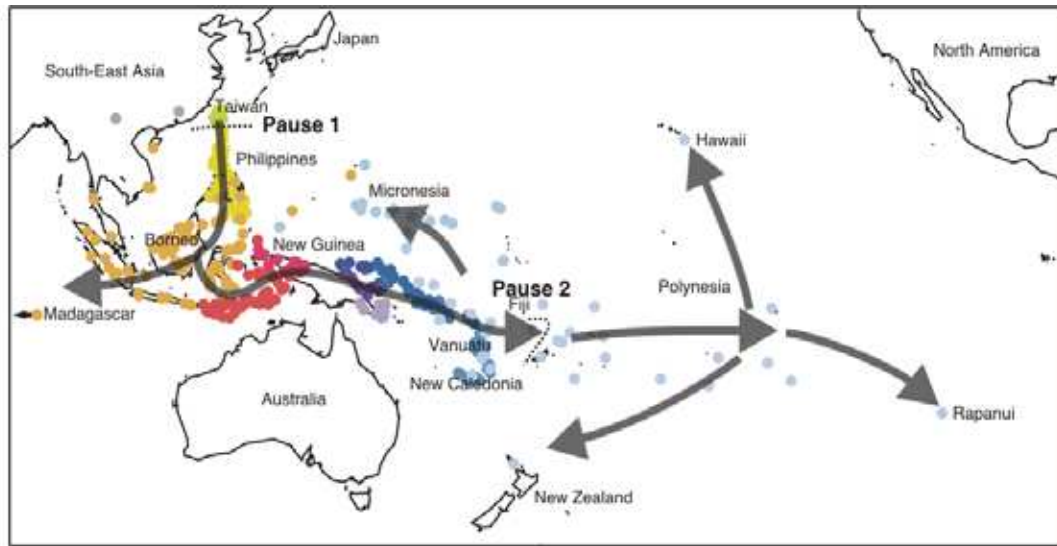 Japan
North America
South-East Asia
Taiwan
Pause 1
Hawaii
Philippines
Micronesia
Borneo
New Guinea
Pause 2
Polynesia
Fiji
Madagascar
Vanuatu
New Caledonia
Australia
Rapanui
New Zealand